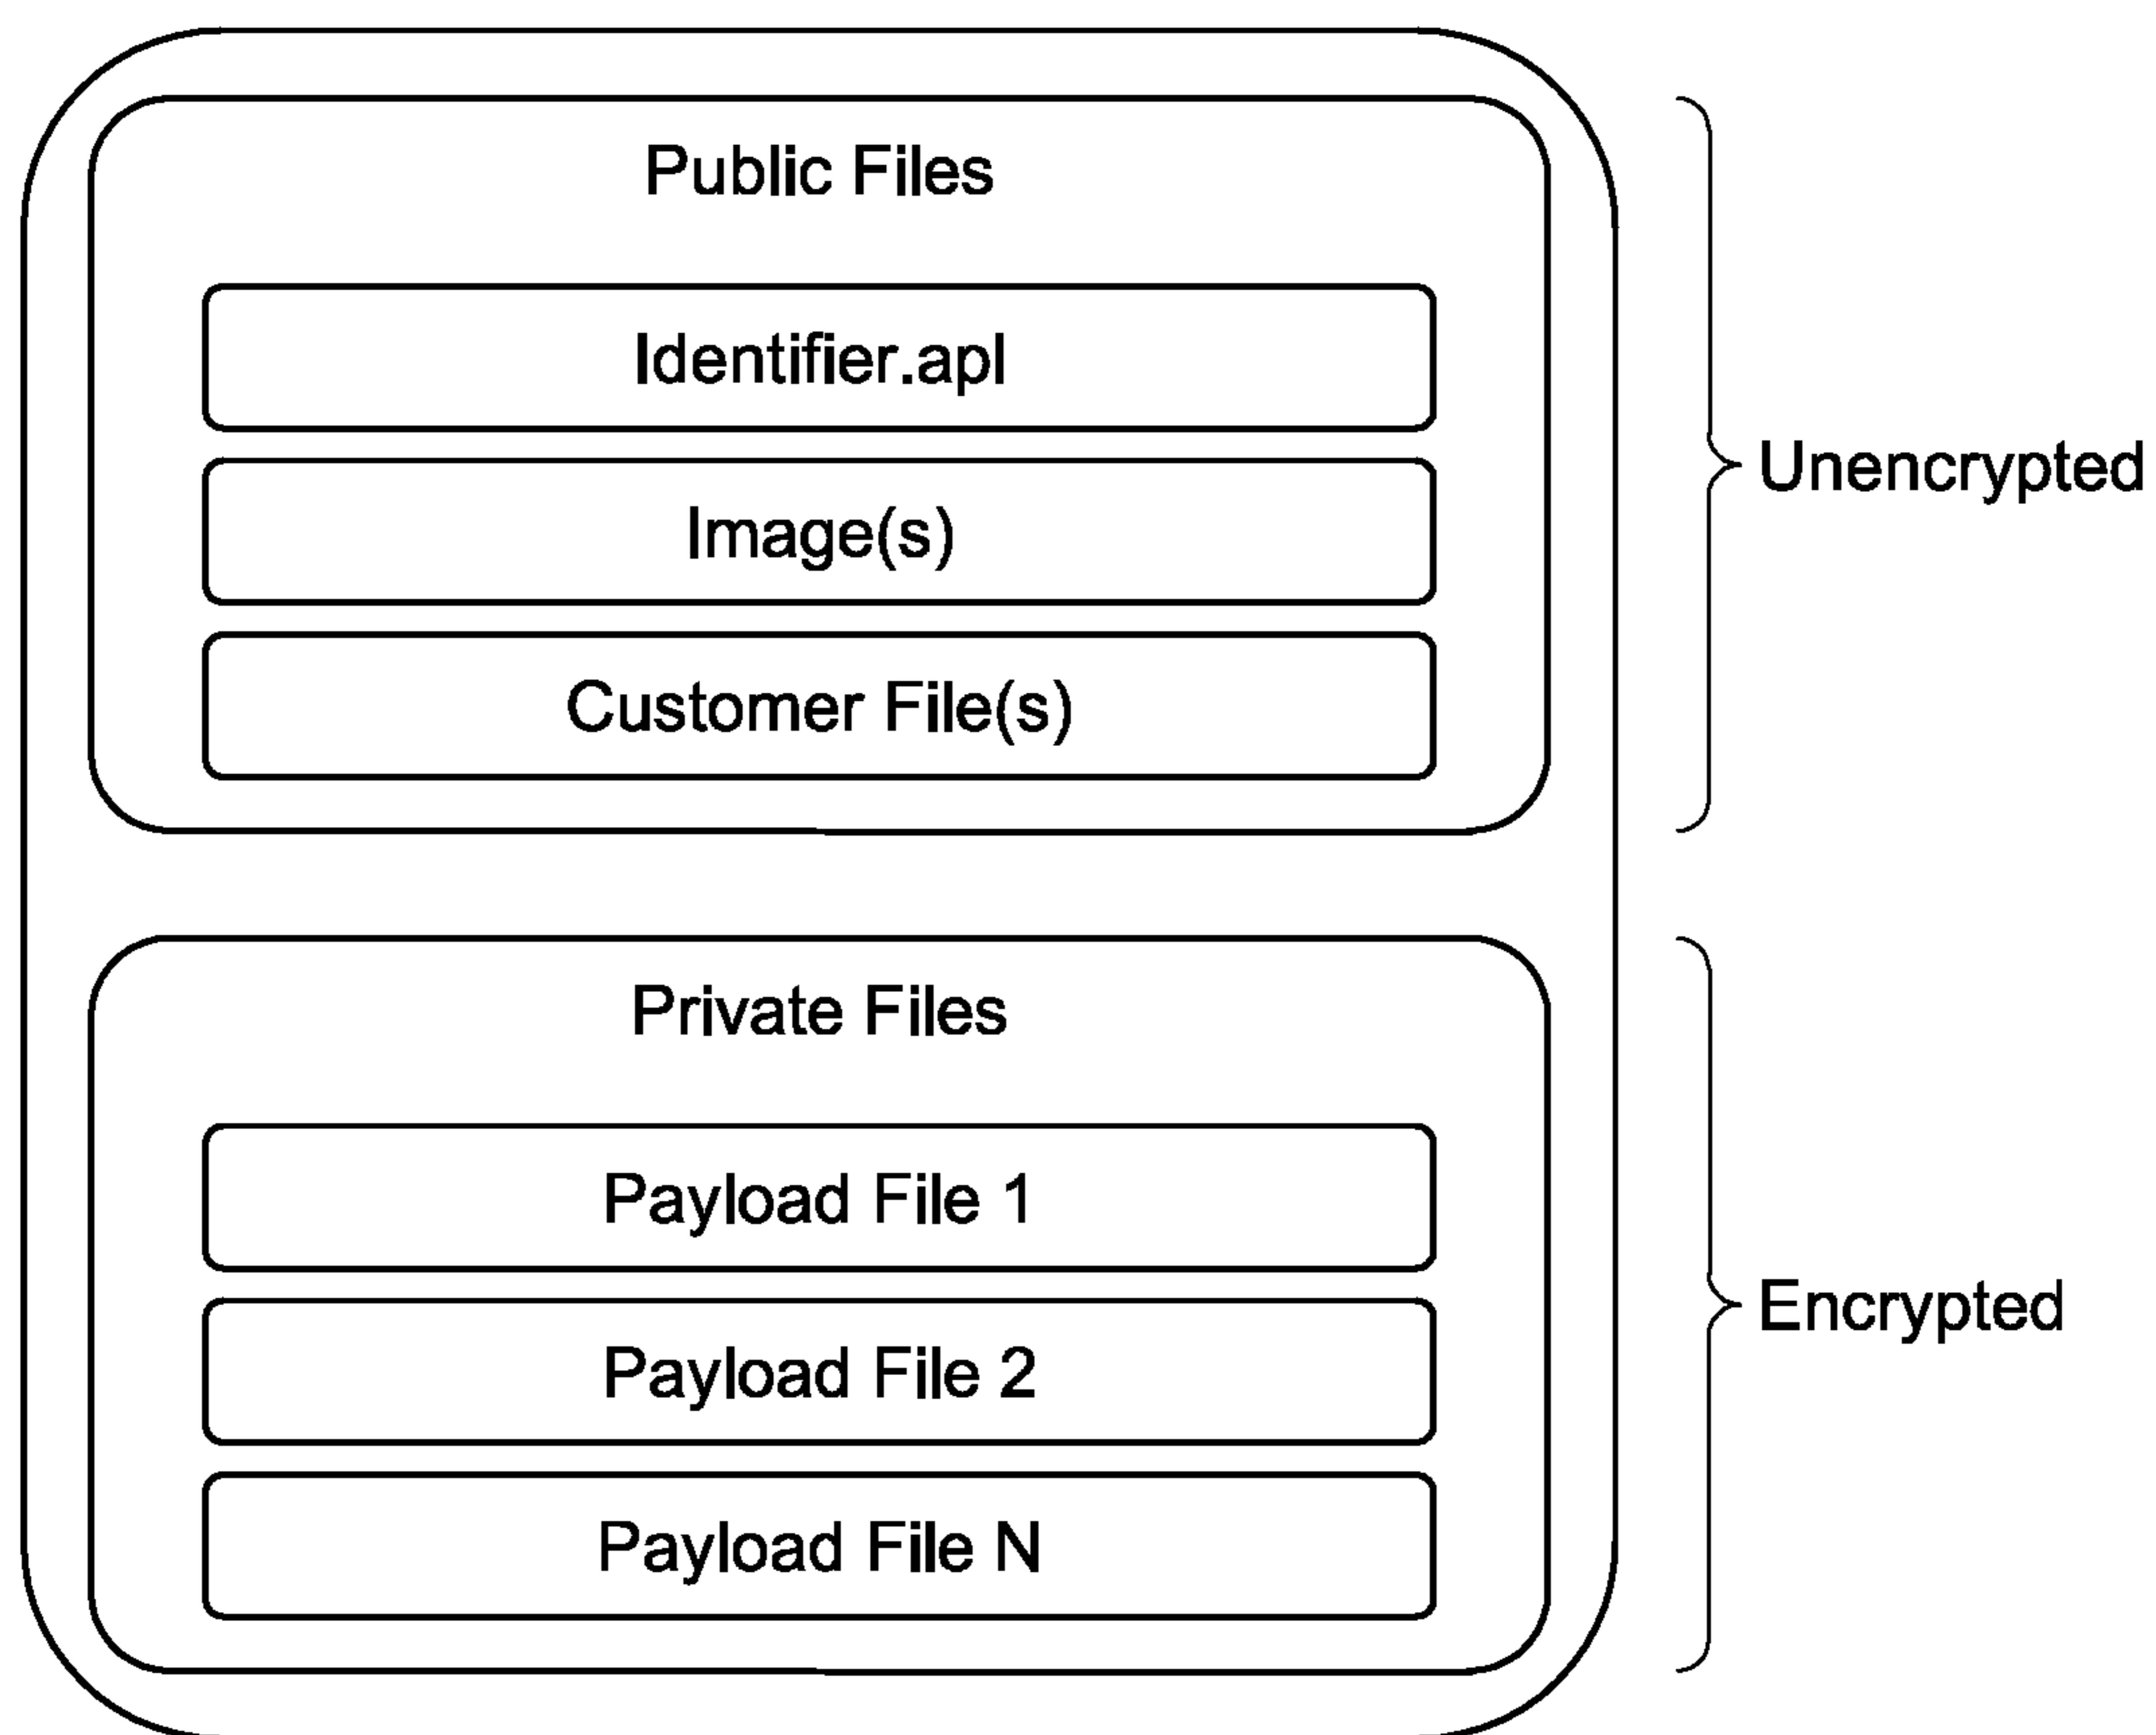 Public Files
Identifier.apl
Image(s)
Customer File(s)
Unencrypted
Private Files
Payload File 1
Payload File 2
Payload File N
Encrypted